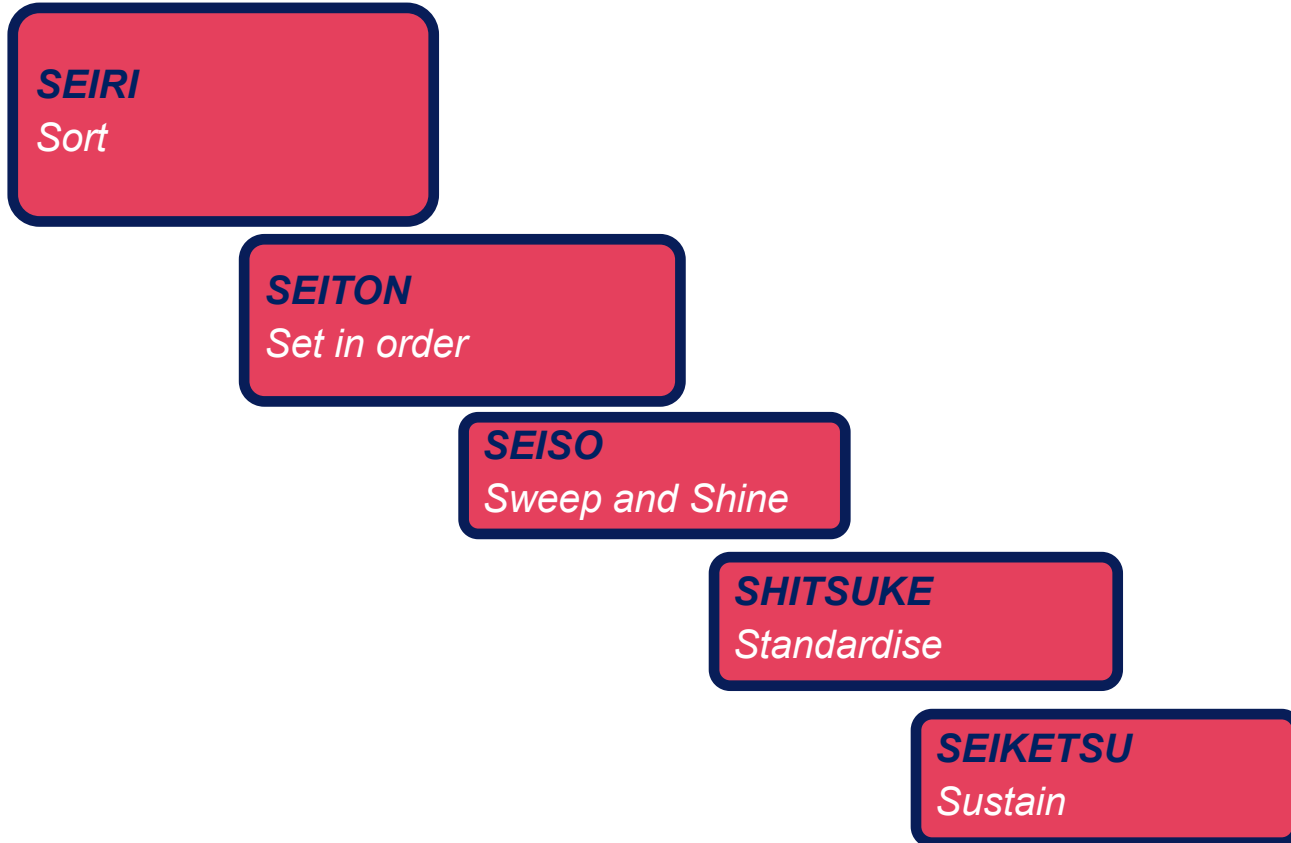 SEIRI
Sort
SEITON
Set in order
SEISO
Sweep and Shine
SHITSUKE
Standardise
SEIKETSU
Sustain